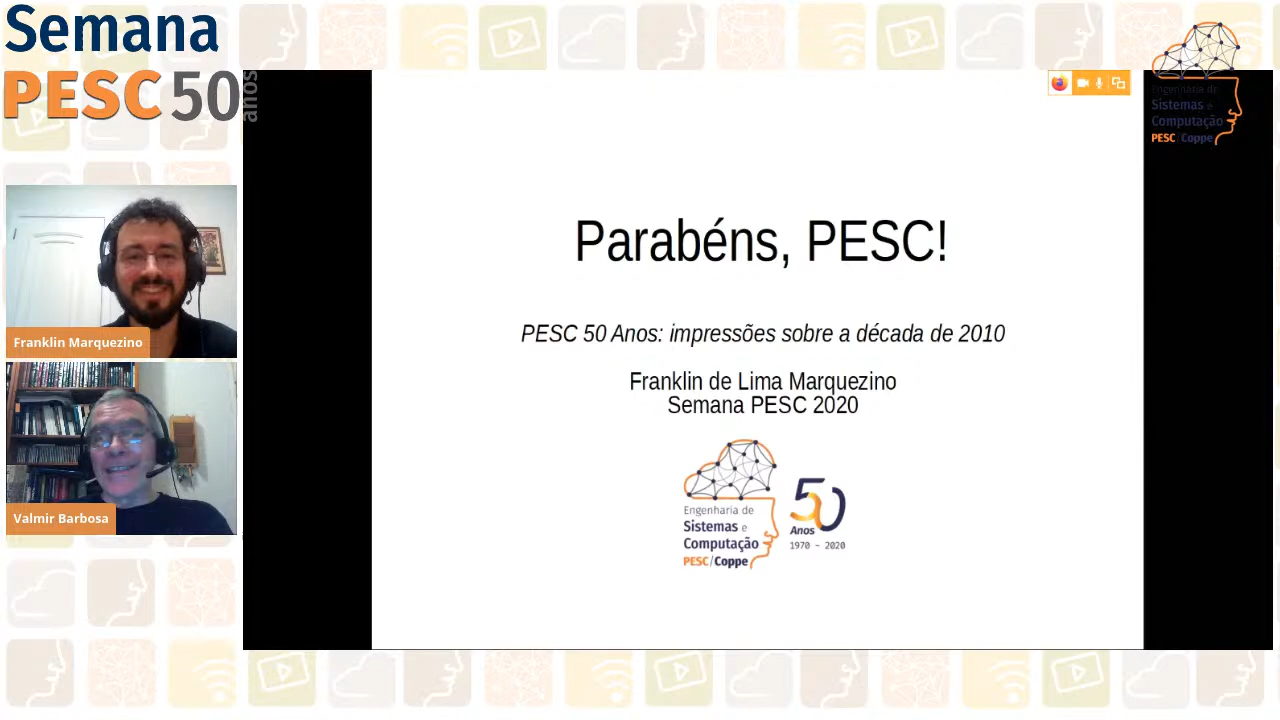 Semana
PESC 50
anos
Franklin Marquezino
Valmir Barbosa
Parabéns, PESC!
PESC 50 Anos: impressões sobre a década de 2010
Franklin de Lima Marquezino
Semana PESC 2020
Engenharia de
Sistemas e
Computação
PESC/Coppe
50
Anos
1970 - 2020
Engenharia de
Sistemas e
Computação
PESC/Coppe